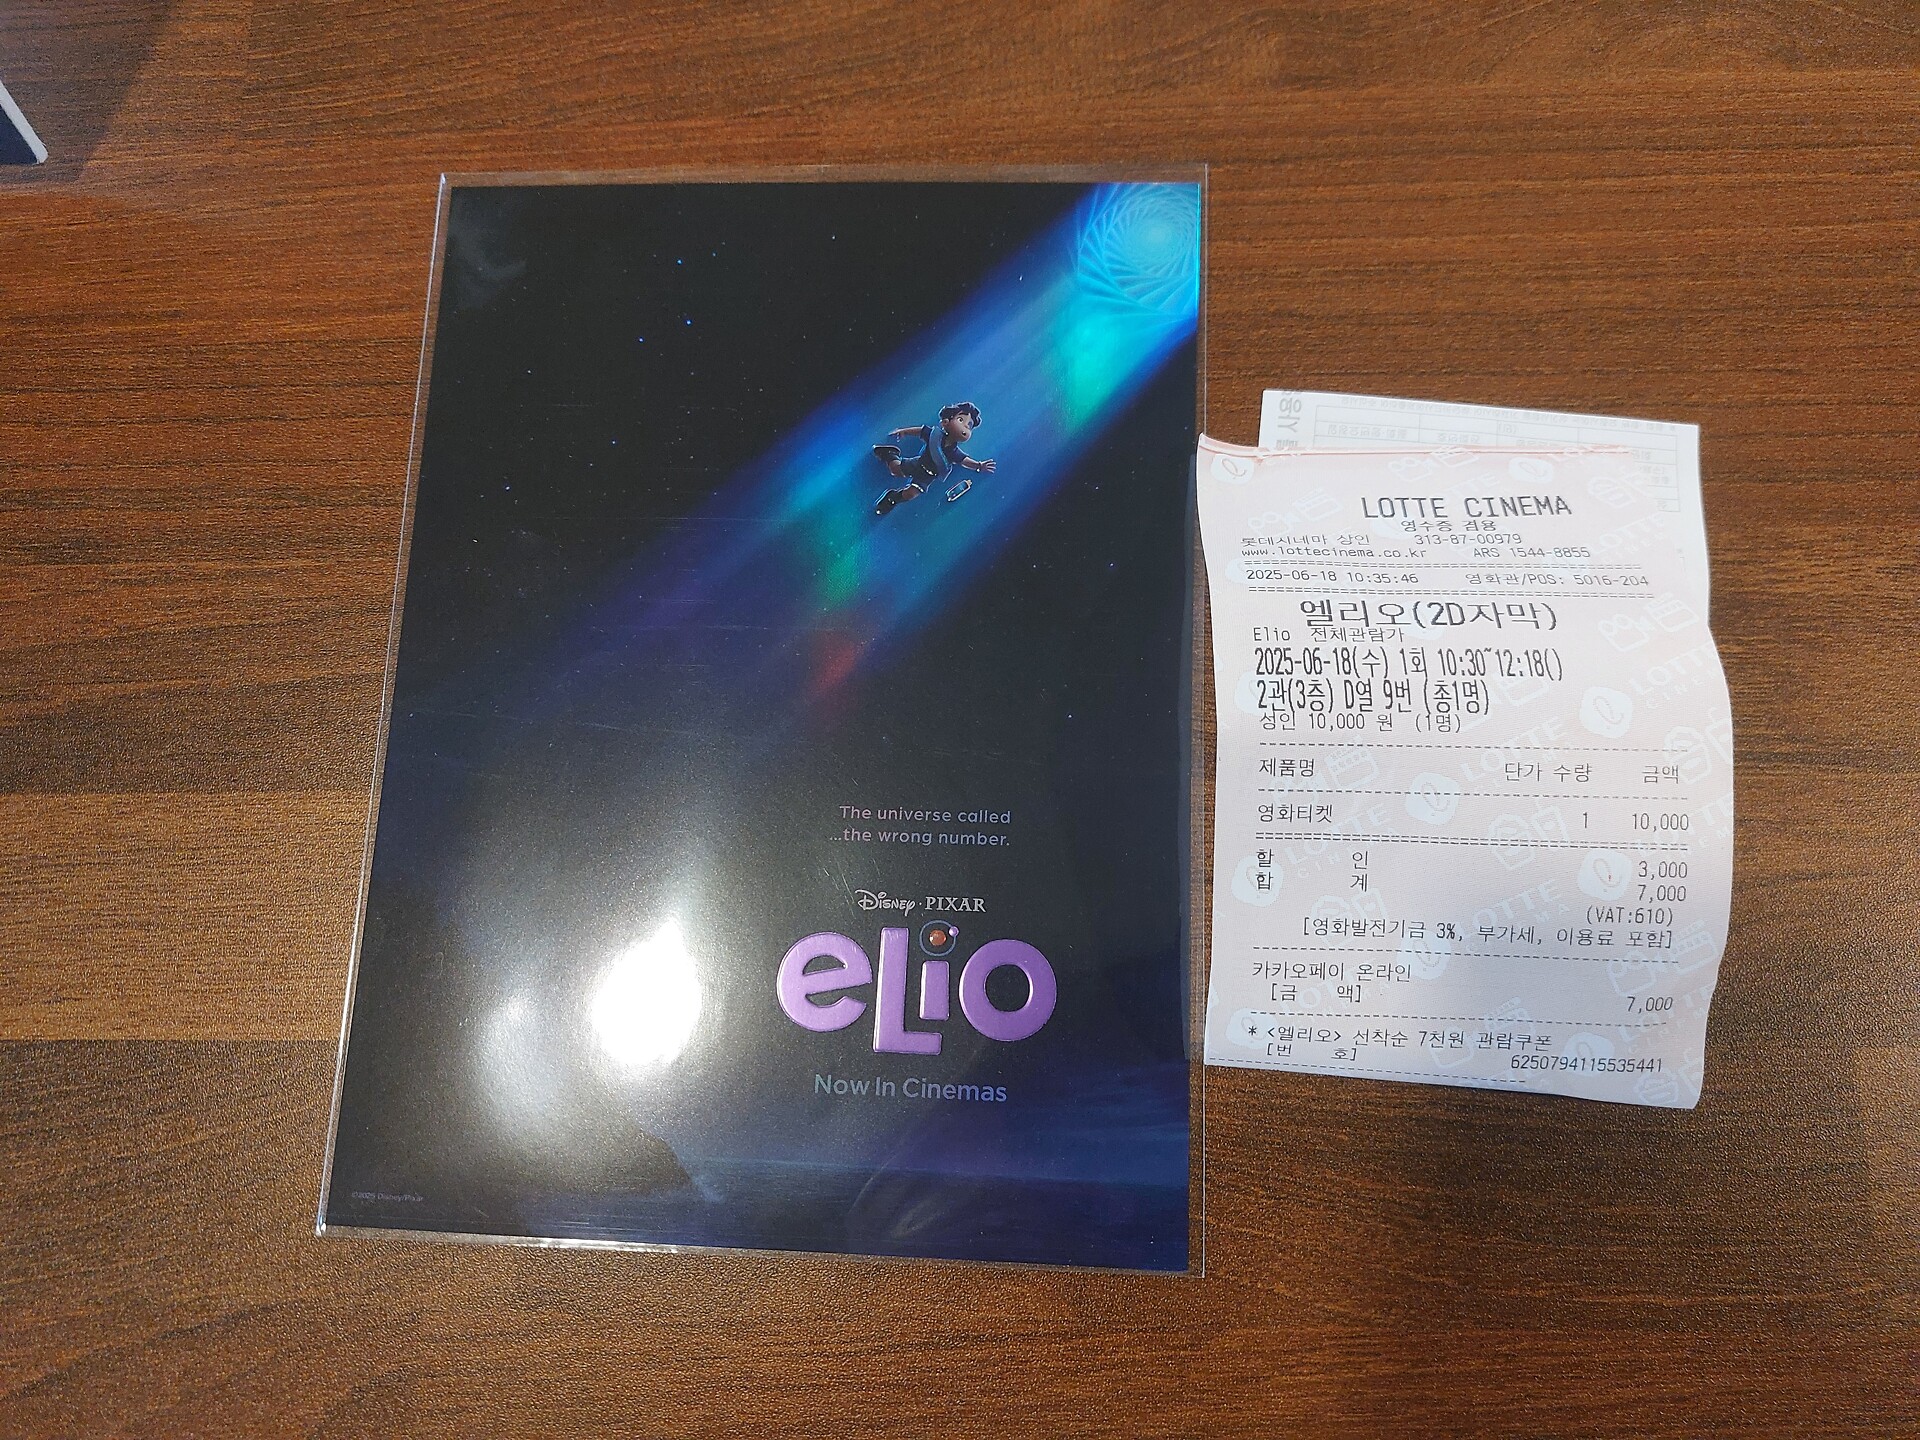 The universe called
...the wrong number.
Disney · PIXAR
eLiO
Now In Cinemas
©2025 Disney/Pixar
LOTTE CINEMA
영수증 겸용
롯데시네마 상인 313-87-00979
www.lottecinema.co.kr ARS 1544-8855
2025-06-18 10:35:46 영화관/POS: 5016-204
엘리오(2D자막)
Elio 전체관람가
2025-06-18(수) 1회 10:30~12:18()
2관(3층) D열 9번 (총1명)
성인 10,000 원 (1명)
제품명 단가 수량 금액
영화티켓 1 10,000
할 인 3,000
합 계 7,000
(VAT:610)
[영화발전기금 3%, 부가세, 이용료 포함]
카카오페이 온라인
[금 액] 7,000
* <엘리오> 선착순 7천원 관람쿠폰
[번 호] 6250794115535441